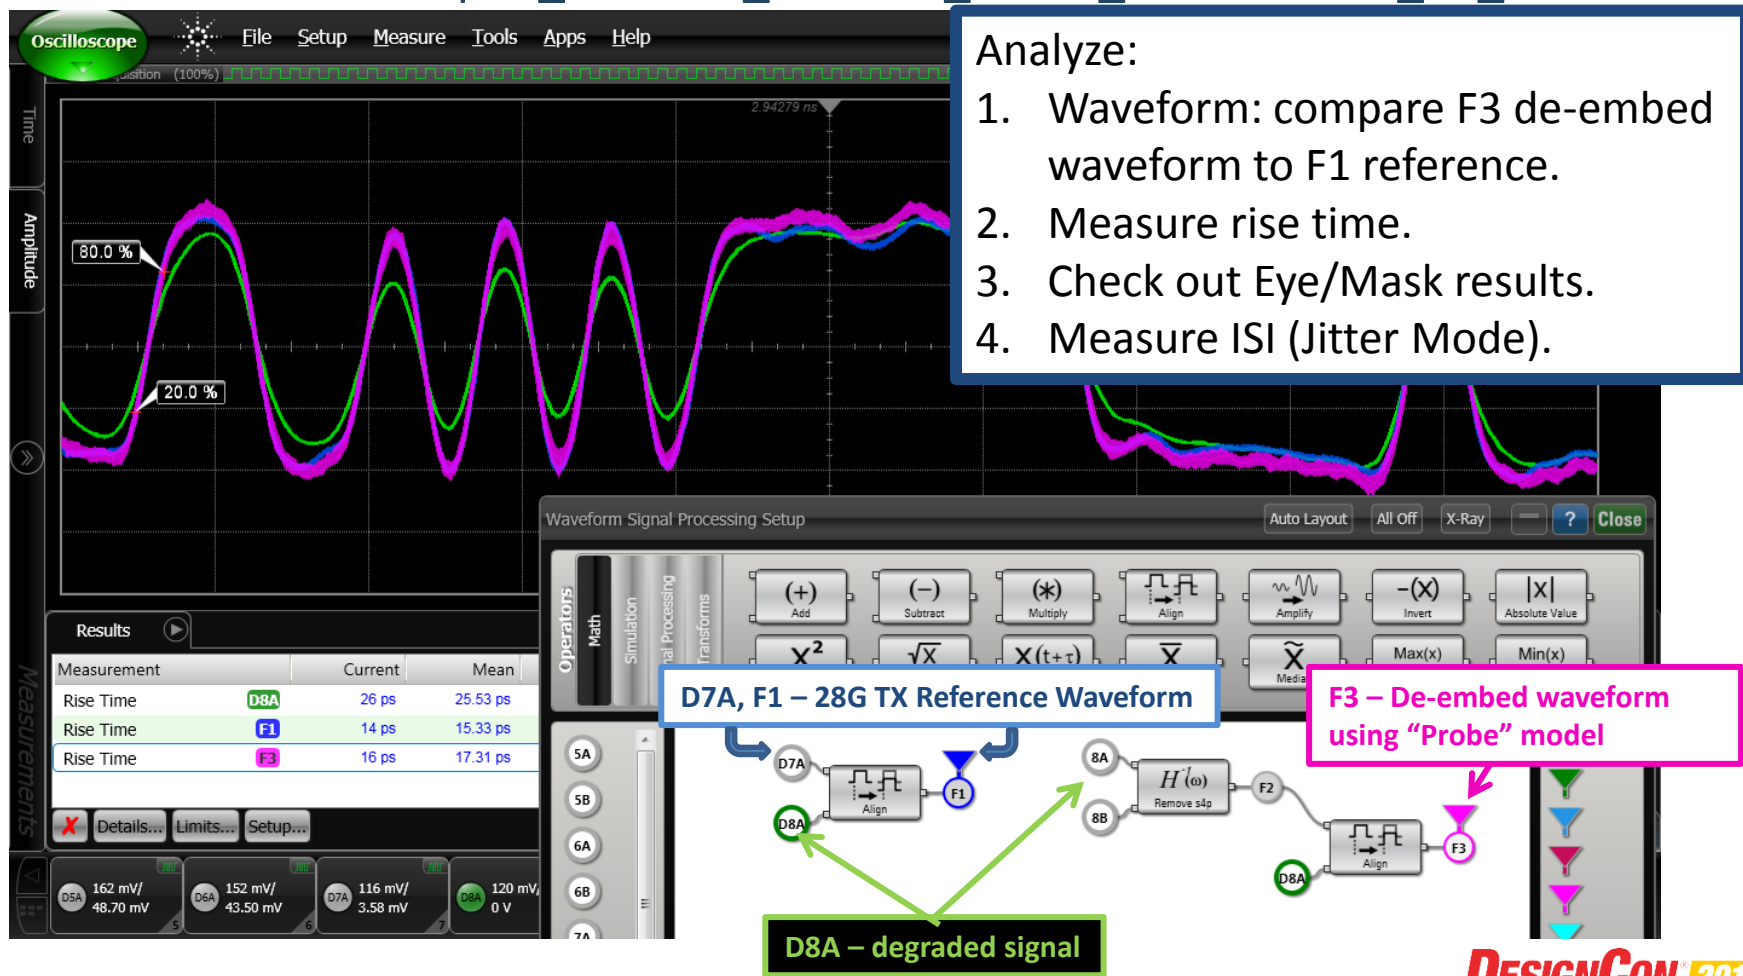 Oscilloscope
File Setup Measure Tools Apps Help
(100%)
Time
Amplitude
Measurements
2.94279 ns
80.0 %
20.0 %
Analyze:
1. Waveform: compare F3 de-embed
waveform to F1 reference.
2. Measure rise time.
3. Check out Eye/Mask results.
4. Measure ISI (Jitter Mode).
Waveform Signal Processing Setup
Auto Layout All Off X-Ray ? Close
Operators
Math
Simulation
Transforms
(+) (−) (*) −(X) |X|
Add Subtract Multiply Align Amplify Invert Absolute Value
X² √X X(t+τ) X X̃ Max(x) Min(x)
Results
Measurement Current Mean
Rise Time D8A 26 ps 25.53 ps
Rise Time F1 14 ps 15.33 ps
Rise Time F3 16 ps 17.31 ps
X Details... Limits... Setup...
D7A, F1 – 28G TX Reference Waveform
F3 – De-embed waveform
using “Probe” model
5A
5B
6A
6B
7A
D7A
D8A
Align
F1
8A
8B
H⁻¹(ω)
Remove s4p
F2
D8A
Align
F3
D5A 162 mV/
48.70 mV
5
D6A 152 mV/
43.50 mV
6
D7A 116 mV/
3.58 mV
7
D8A 120 mV/
0 V
D8A – degraded signal
DESIGNCON®